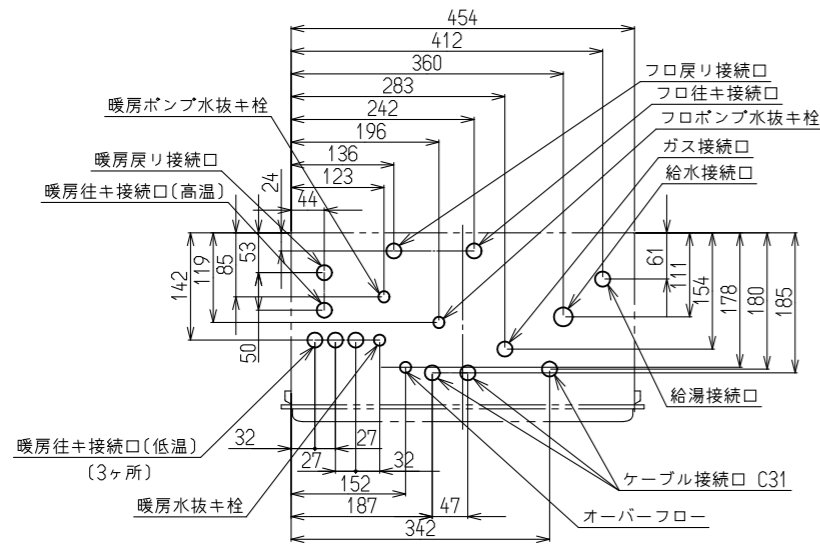 454
412
360
283
242
196
136
123
44
24
フロ戻リ接続口
フロ往キ接続口
フロポンプ水抜キ栓
ガス接続口
給水接続口
暖房ポンプ水抜キ栓
暖房戻リ接続口
暖房往キ接続口(高温)
142
119
85
53
50
61
111
154
178
180
185
給湯接続口
暖房往キ接続口(低温)
(3ヶ所)
32
27
27
32
暖房水抜キ栓
152
187
47
342
ケーブル接続口 C31
オーバーフロー